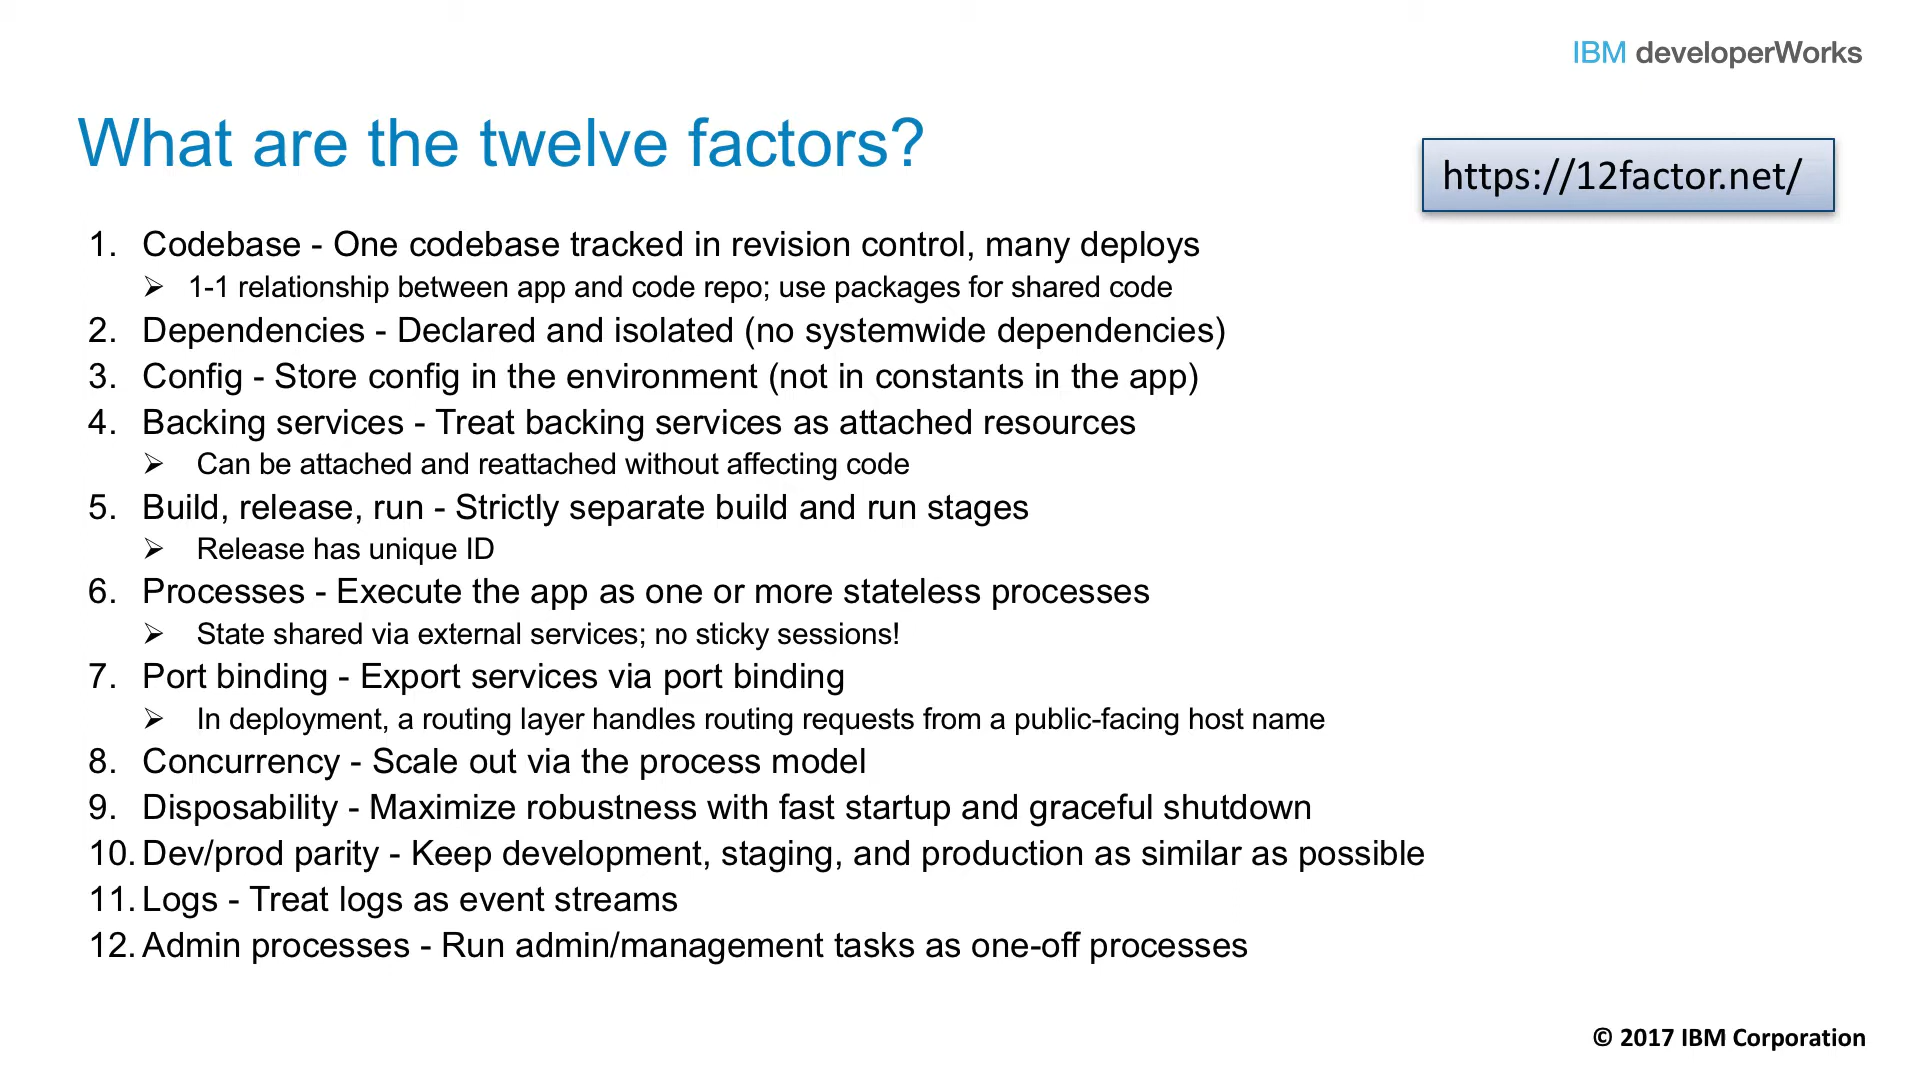 IBM developerWorks
What are the twelve factors?
https://12factor.net/
1. Codebase - One codebase tracked in revision control, many deploys
➢ 1-1 relationship between app and code repo; use packages for shared code
2. Dependencies - Declared and isolated (no systemwide dependencies)
3. Config - Store config in the environment (not in constants in the app)
4. Backing services - Treat backing services as attached resources
➢ Can be attached and reattached without affecting code
5. Build, release, run - Strictly separate build and run stages
➢ Release has unique ID
6. Processes - Execute the app as one or more stateless processes
➢ State shared via external services; no sticky sessions!
7. Port binding - Export services via port binding
➢ In deployment, a routing layer handles routing requests from a public-facing host name
8. Concurrency - Scale out via the process model
9. Disposability - Maximize robustness with fast startup and graceful shutdown
10. Dev/prod parity - Keep development, staging, and production as similar as possible
11. Logs - Treat logs as event streams
12. Admin processes - Run admin/management tasks as one-off processes
© 2017 IBM Corporation